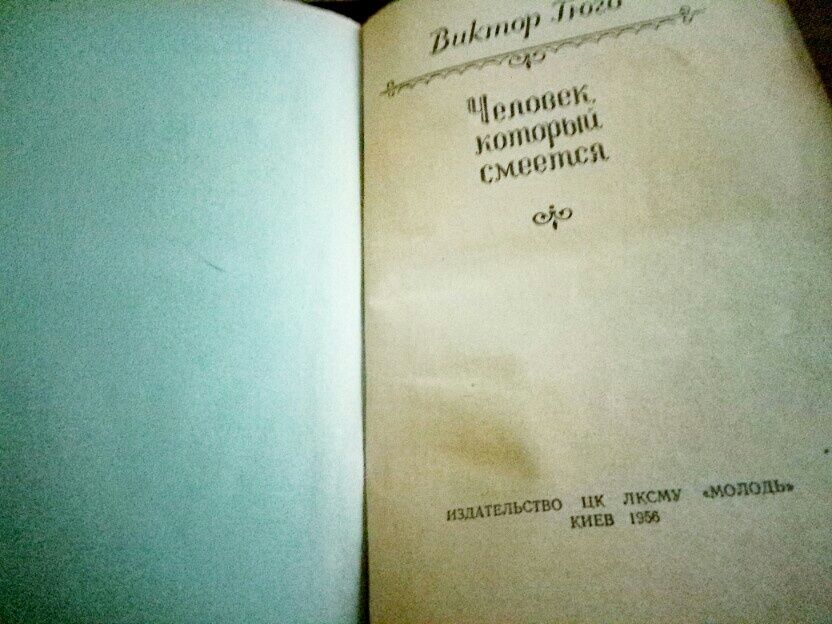 Виктор Гюго
Человек,
который
смеется
ИЗДАТЕЛЬСТВО ЦК ЛКСМУ «МОЛОДЬ»
КИЕВ 1956